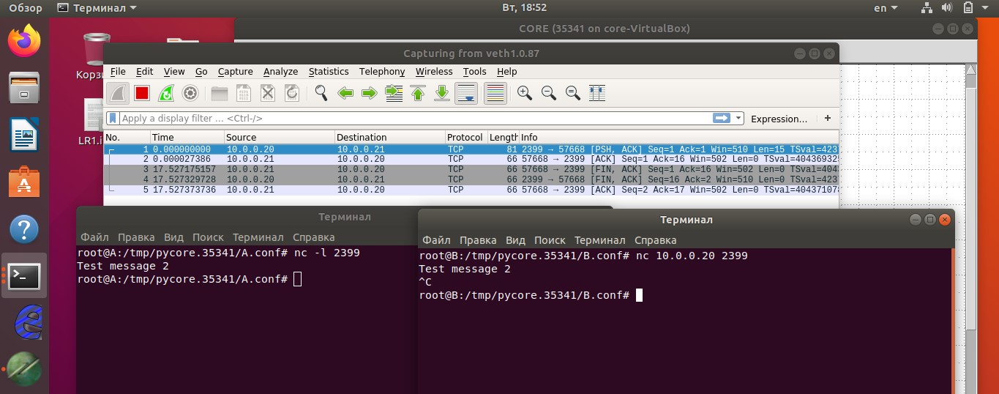 Обзор Терминал Вт, 18:52 en
CORE (35341 on core-VirtualBox)
Capturing from veth1.0.87
File Edit View Go Capture Analyze Statistics Telephony Wireless Tools Help
Apply a display filter ... <Ctrl-/> Expression... +
No. Time Source Destination Protocol Length Info
1 0.000000000 10.0.0.20 10.0.0.21 TCP 81 2399 → 57668 [PSH, ACK] Seq=1 Ack=1 Win=510 Len=15 TSval=423
2 0.000027386 10.0.0.21 10.0.0.20 TCP 66 57668 → 2399 [ACK] Seq=1 Ack=16 Win=502 Len=0 TSval=404369325
3 17.527175157 10.0.0.21 10.0.0.20 TCP 66 57668 → 2399 [FIN, ACK] Seq=1 Ack=16 Win=502 Len=0 TSval=404
4 17.527329728 10.0.0.20 10.0.0.21 TCP 66 2399 → 57668 [FIN, ACK] Seq=16 Ack=2 Win=510 Len=0 TSval=423
5 17.527373736 10.0.0.21 10.0.0.20 TCP 66 57668 → 2399 [ACK] Seq=2 Ack=17 Win=502 Len=0 TSval=40437107
Корзи
LR1.i
Терминал
Файл Правка Вид Поиск Терминал Справка
root@A:/tmp/pycore.35341/A.conf# nc -l 2399
Test message 2
root@A:/tmp/pycore.35341/A.conf#
Терминал
Файл Правка Вид Поиск Терминал Справка
root@B:/tmp/pycore.35341/B.conf# nc 10.0.0.20 2399
Test message 2
^C
root@B:/tmp/pycore.35341/B.conf#